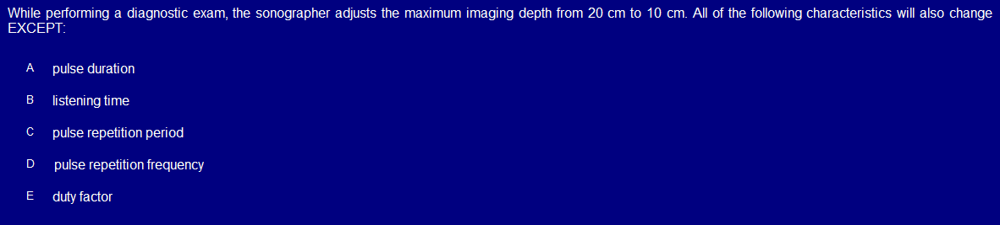 While performing a diagnostic exam, the sonographer adjusts the maximum imaging depth from 20 cm to 10 cm. All of the following characteristics will also change
EXCEPT:
A pulse duration
B listening time
C pulse repetition period
D pulse repetition frequency
E duty factor